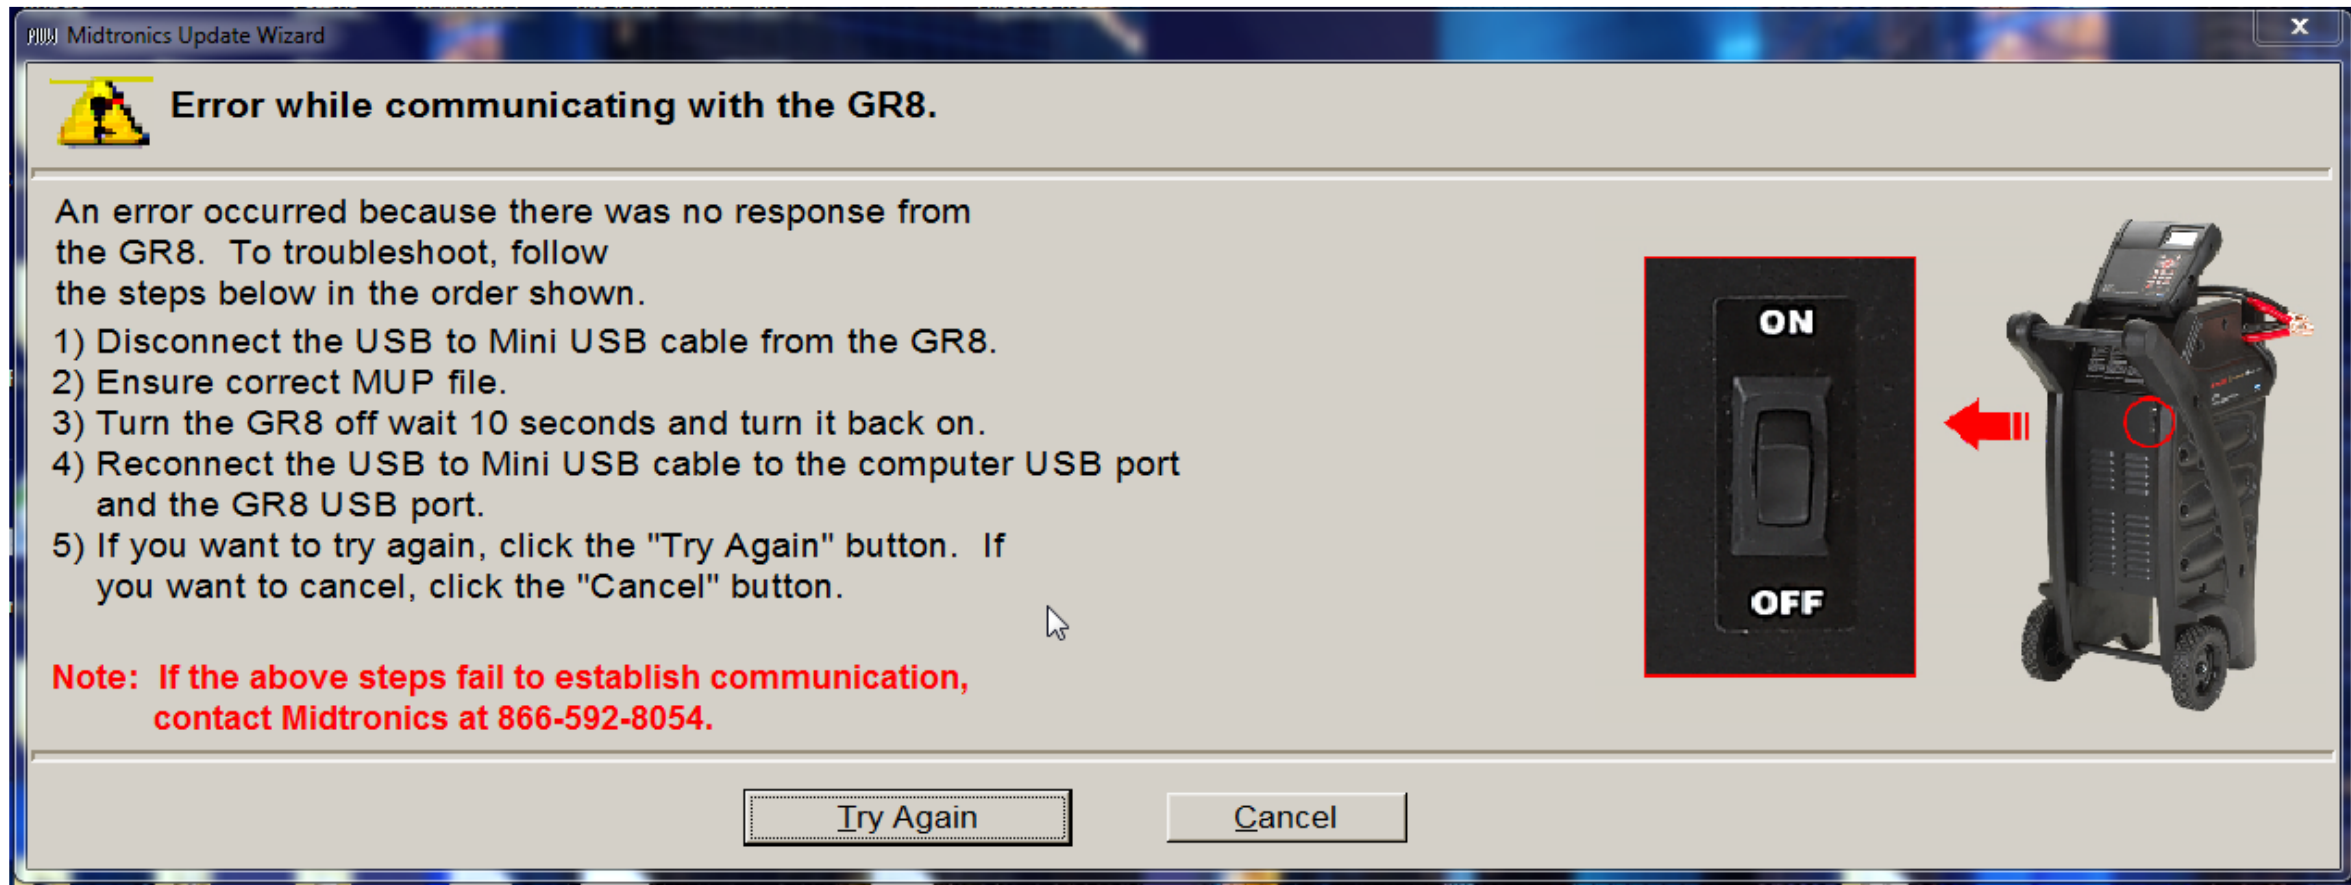 Midtronics Update Wizard
x
Error while communicating with the GR8.
An error occurred because there was no response from
the GR8.  To troubleshoot, follow
the steps below in the order shown.
1) Disconnect the USB to Mini USB cable from the GR8.
2) Ensure correct MUP file.
3) Turn the GR8 off wait 10 seconds and turn it back on.
4) Reconnect the USB to Mini USB cable to the computer USB port
and the GR8 USB port.
5) If you want to try again, click the "Try Again" button.  If
you want to cancel, click the "Cancel" button.
Note:  If the above steps fail to establish communication,
contact Midtronics at 866-592-8054.
ON
OFF
Try Again
Cancel